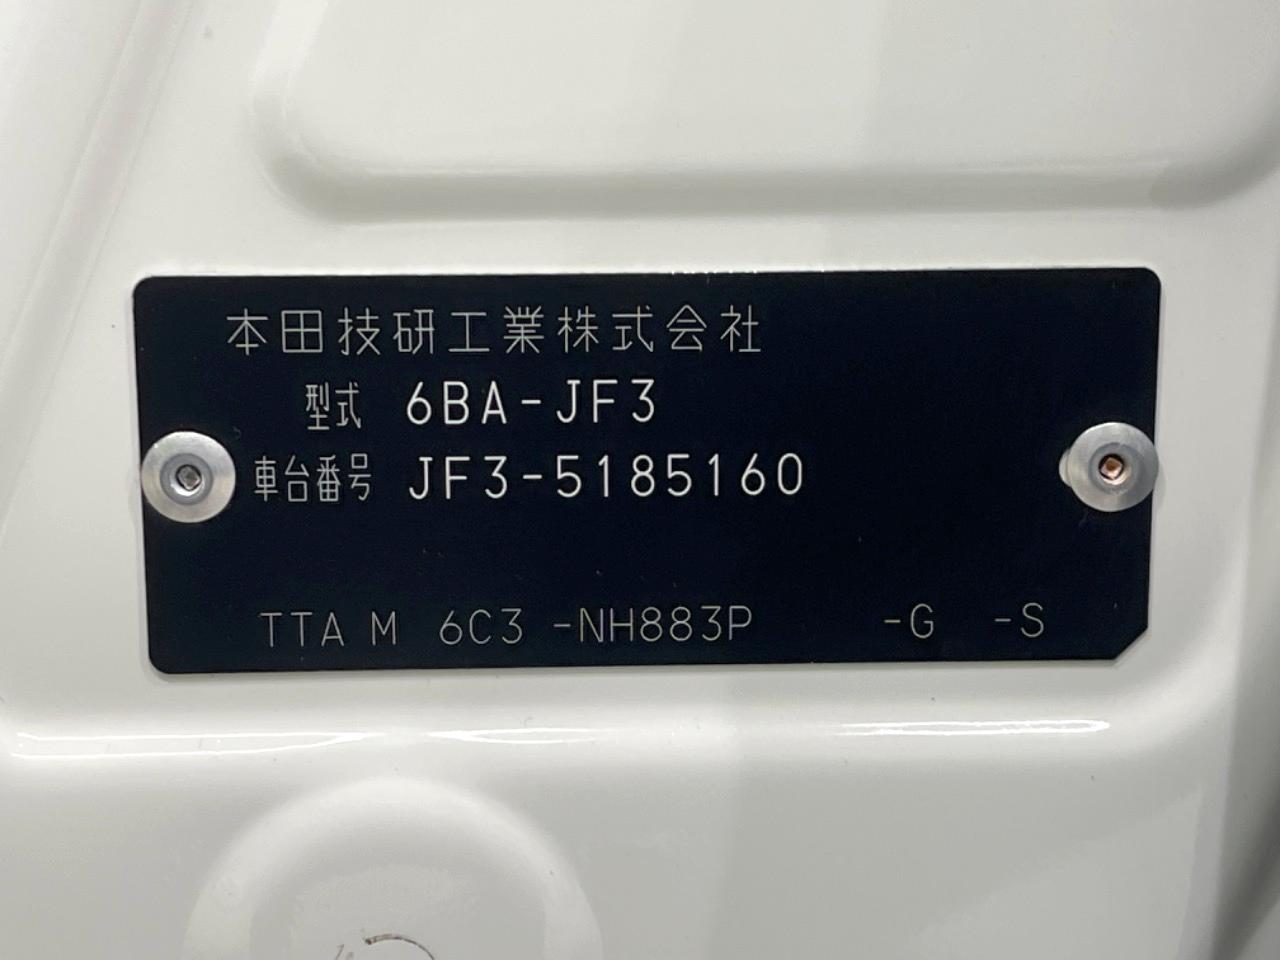 本田技研工業株式会社
型式 6BA-JF3
車台番号 JF3-5185160
TTA M 6C3 -NH883P -G -S